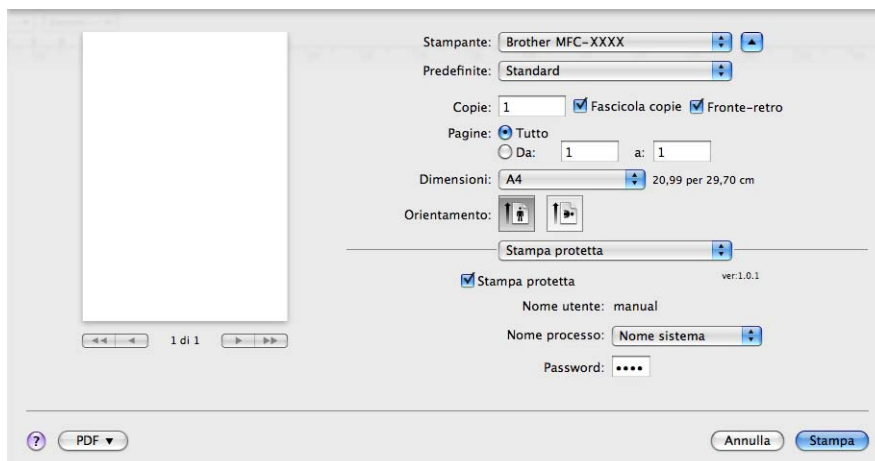 Stampante: Brother MFC-XXXX
Predefinite: Standard
Copie: 1 Fascicola copie Fronte-retro
Pagine: Tutto
Da: 1 a: 1
Dimensioni: A4 20,99 per 29,70 cm
Orientamento:
Stampa protetta
Stampa protetta ver:1.0.1
Nome utente: manual
1 di 1
Nome processo: Nome sistema
Password: ••••
? PDF ▼ Annulla Stampa